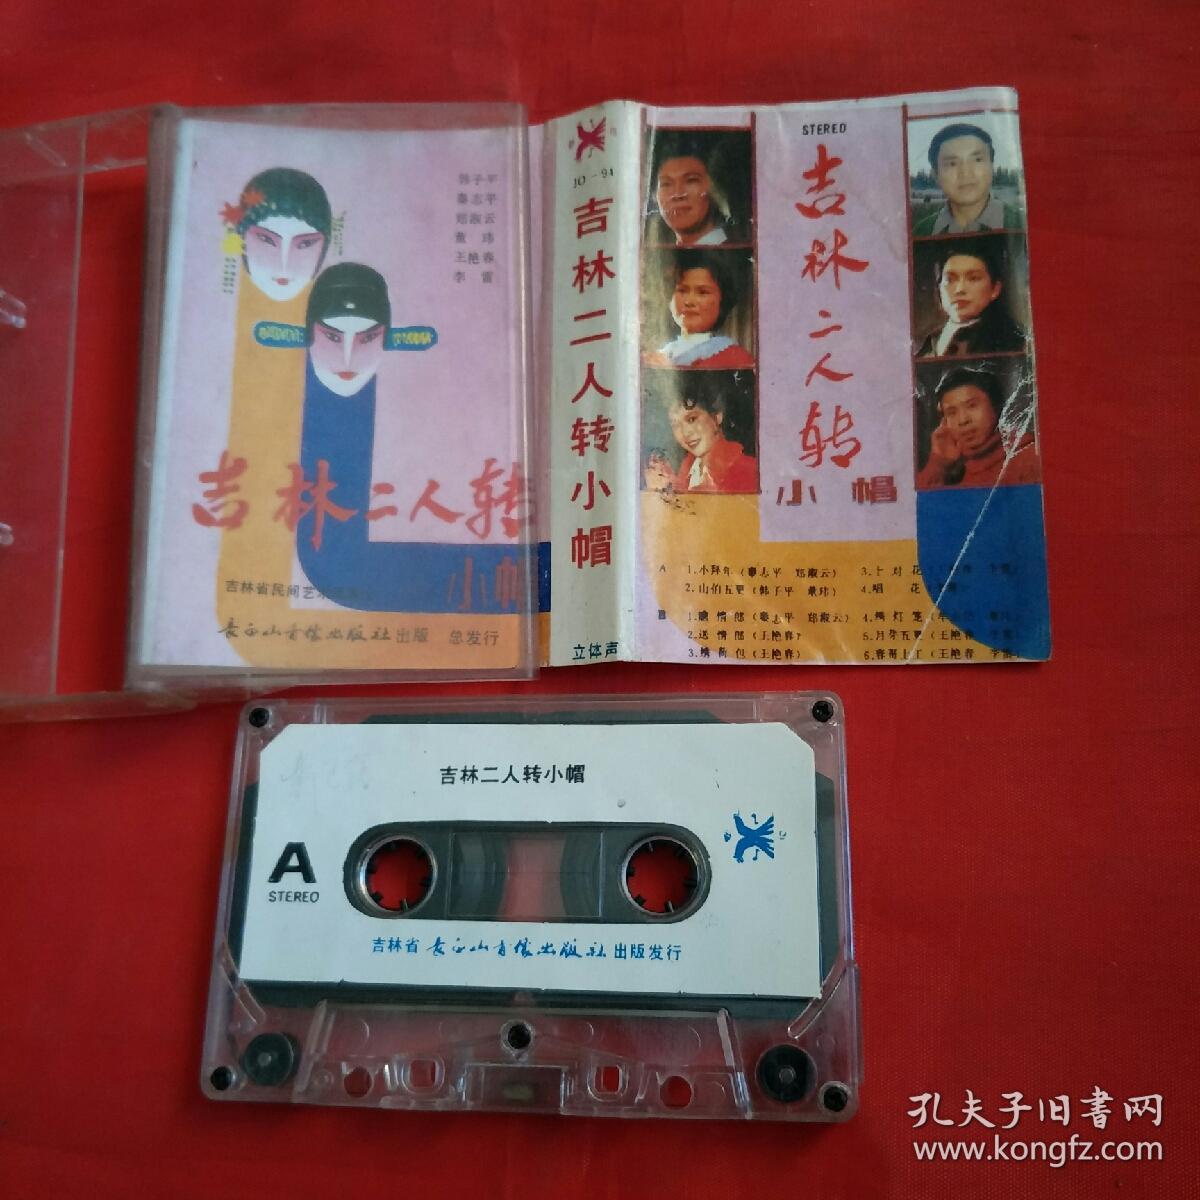 韩子平
秦志平
郑淑云
董玮
王艳春
李雷
吉林二人转
小帽
吉林省民间艺术
长白山音像出版社出版 总发行
JO-94
吉林二人转小帽
立体声
STEREO
吉林二人转
小帽
A 1.小拜年(秦志平 郑淑云)
2.山伯五更(韩子平 董玮)
3.十对花
4.唱 花
B 1.瞧情郎(秦志平 郑淑云)
2.送情郎(王艳春)
3.绣荷包(王艳春)
4.绣灯笼
5.月芽五更(王艳春 李雷)
6.春哥上工(王艳春 李雷)
吉林二人转小帽
A
STEREO
吉林省长白山音像出版社出版发行
孔夫子旧书网
www.kongfz.com